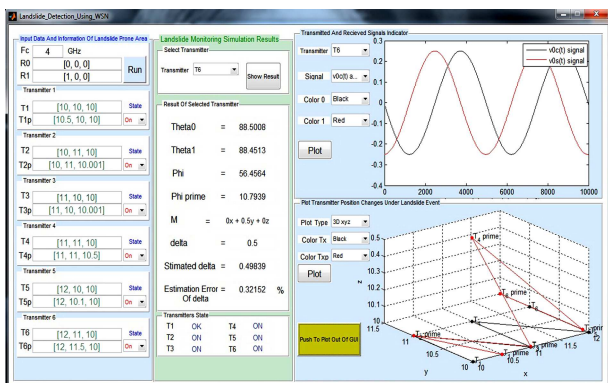 Landslide_Detection_Using_WSN
Input Data And Information Of Landslide Prone Area
Fc 4 GHz
R0 [0, 0, 0]
R1 [1, 0, 0]
Run
Transmitter 1
T1 [10, 10, 10] State
T1p [10.5, 10, 10] On
Transmitter 2
T2 [10, 11, 10] State
T2p [10, 11, 10.001] On
Transmitter 3
T3 [11, 10, 10] State
T3p [11, 10, 10.001] On
Transmitter 4
T4 [11, 11, 10] State
T4p [11, 11, 10.5] On
Transmitter 5
T5 [12, 10, 10] State
T5p [12, 10.1, 10] On
Transmitter 6
T6 [12, 11, 10] State
T6p [12, 11.5, 10] On
Landslide Monitoring Simulation Results
Select Transmitter
Transmitter T6
Show Result
Result Of Selected Transmitter
Theta0 = 88.5008
Theta1 = 88.4513
Phi = 56.4564
Phi prime = 10.7939
M = 0x + 0.5y + 0z
delta = 0.5
Stimated delta = 0.49839
Estimation Error Of delta = 0.32152 %
Transmitters State
T1 OK T4 ON
T2 ON T5 ON
T3 ON T6 ON
Transmitted And Recieved Signals Indicator
Transmitter T6
Signal v0c(t) a...
Color 0 Black
Color 1 Red
Plot
0.3
0.2
0.1
0
-0.1
-0.2
-0.3
-0.4
0 2000 4000 6000 8000 10000
v0c(t) signal
v0s(t) signal
Plot Transmitter Position Changes Under Landslide Event
Plot Type 3D xyz
Color Tx Black
Color Txp Red
Plot
Push To Plot Out Of GUI
z
10.5
10.4
10.3
10.2
10.1
10
11.5
11
10.5
10
y
10
10.5
11
11.5
12
x
T4 prime
T6 prime
T6
prime
prime